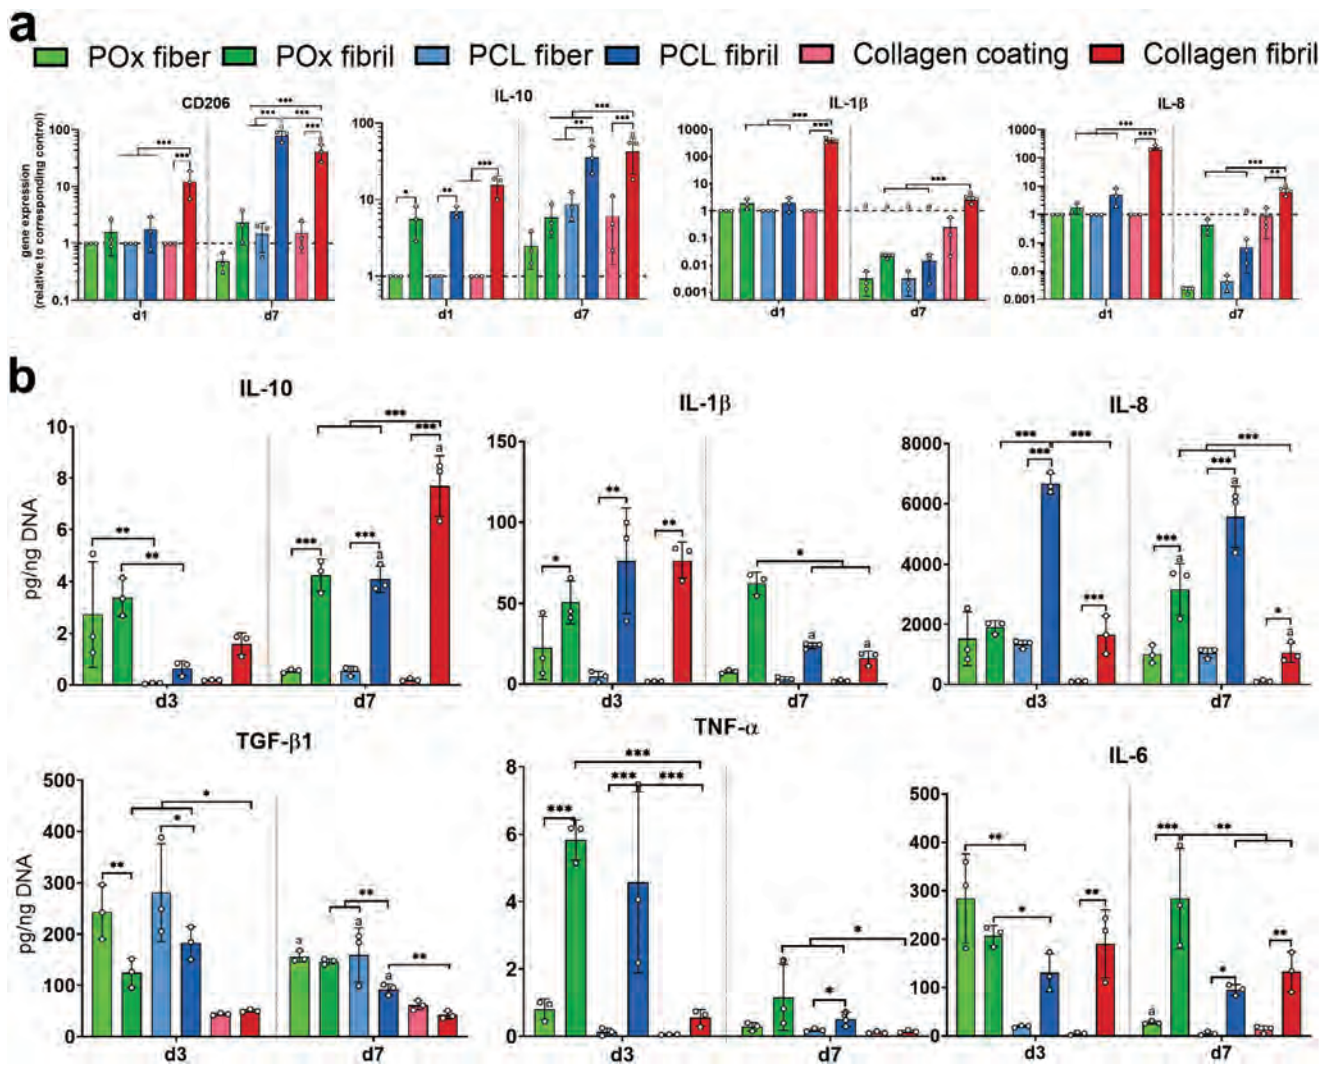 a
POx fiber POx fibril PCL fiber PCL fibril Collagen coating Collagen fibril
CD206 IL-10 IL-1β IL-8
gene expression
(relative to corresponding control)
100
10
1
0.1
d1 d7
100
10
1
d1 d7
1000
100
10
1
0.1
0.01
0.001
d1 d7
1000
100
10
1
0.1
0.01
0.001
d1 d7
b
IL-10
pg/ng DNA
10
8
6
4
2
0
** ** *** *** *** ***
a a
d3 d7
IL-1β
150
100
50
0
* ** ** *
a a
d3 d7
IL-8
8000
6000
4000
2000
0
*** *** *** *** *** *** *** *
a a a
d3 d7
TGF-β1
pg/ng DNA
500
400
300
200
100
0
** * * ** **
a a a
d3 d7
TNF-α
8
6
4
2
0
*** *** *** *** * *
d3 d7
IL-6
500
400
300
200
100
0
** * ** *** ** * **
a
d3 d7